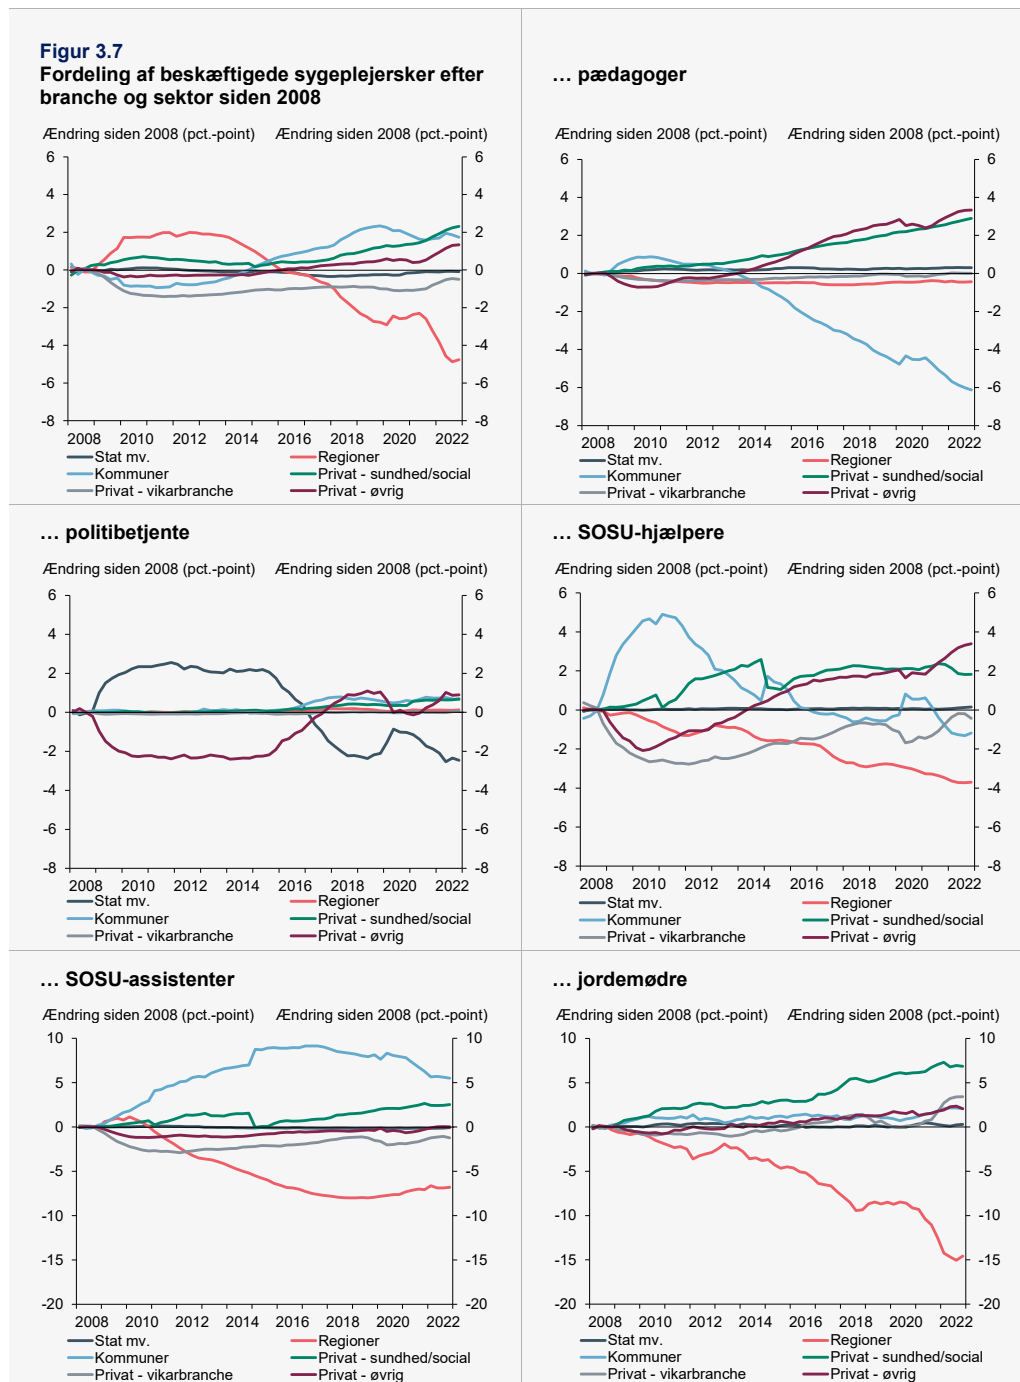 Figur 3.7
Fordeling af beskæftigede sygeplejersker efter
branche og sektor siden 2008
Ændring siden 2008 (pct.-point) Ændring siden 2008 (pct.-point)
6 6
4 4
2 2
0 0
-2 -2
-4 -4
-6 -6
-8 -8
2008 2010 2012 2014 2016 2018 2020 2022
Stat mv. Regioner
Kommuner Privat - sundhed/social
Privat - vikarbranche Privat - øvrig
… pædagoger
Ændring siden 2008 (pct.-point) Ændring siden 2008 (pct.-point)
6 6
4 4
2 2
0 0
-2 -2
-4 -4
-6 -6
-8 -8
2008 2010 2012 2014 2016 2018 2020 2022
Stat mv. Regioner
Kommuner Privat - sundhed/social
Privat - vikarbranche Privat - øvrig
… politibetjente
Ændring siden 2008 (pct.-point) Ændring siden 2008 (pct.-point)
6 6
4 4
2 2
0 0
-2 -2
-4 -4
-6 -6
-8 -8
2008 2010 2012 2014 2016 2018 2020 2022
Stat mv. Regioner
Kommuner Privat - sundhed/social
Privat - vikarbranche Privat - øvrig
… SOSU-hjælpere
Ændring siden 2008 (pct.-point) Ændring siden 2008 (pct.-point)
6 6
4 4
2 2
0 0
-2 -2
-4 -4
-6 -6
-8 -8
2008 2010 2012 2014 2016 2018 2020 2022
Stat mv. Regioner
Kommuner Privat - sundhed/social
Privat - vikarbranche Privat - øvrig
… SOSU-assistenter
Ændring siden 2008 (pct.-point) Ændring siden 2008 (pct.-point)
10 10
5 5
0 0
-5 -5
-10 -10
-15 -15
-20 -20
2008 2010 2012 2014 2016 2018 2020 2022
Stat mv. Regioner
Kommuner Privat - sundhed/social
Privat - vikarbranche Privat - øvrig
… jordemødre
Ændring siden 2008 (pct.-point) Ændring siden 2008 (pct.-point)
10 10
5 5
0 0
-5 -5
-10 -10
-15 -15
-20 -20
2008 2010 2012 2014 2016 2018 2020 2022
Stat mv. Regioner
Kommuner Privat - sundhed/social
Privat - vikarbranche Privat - øvrig